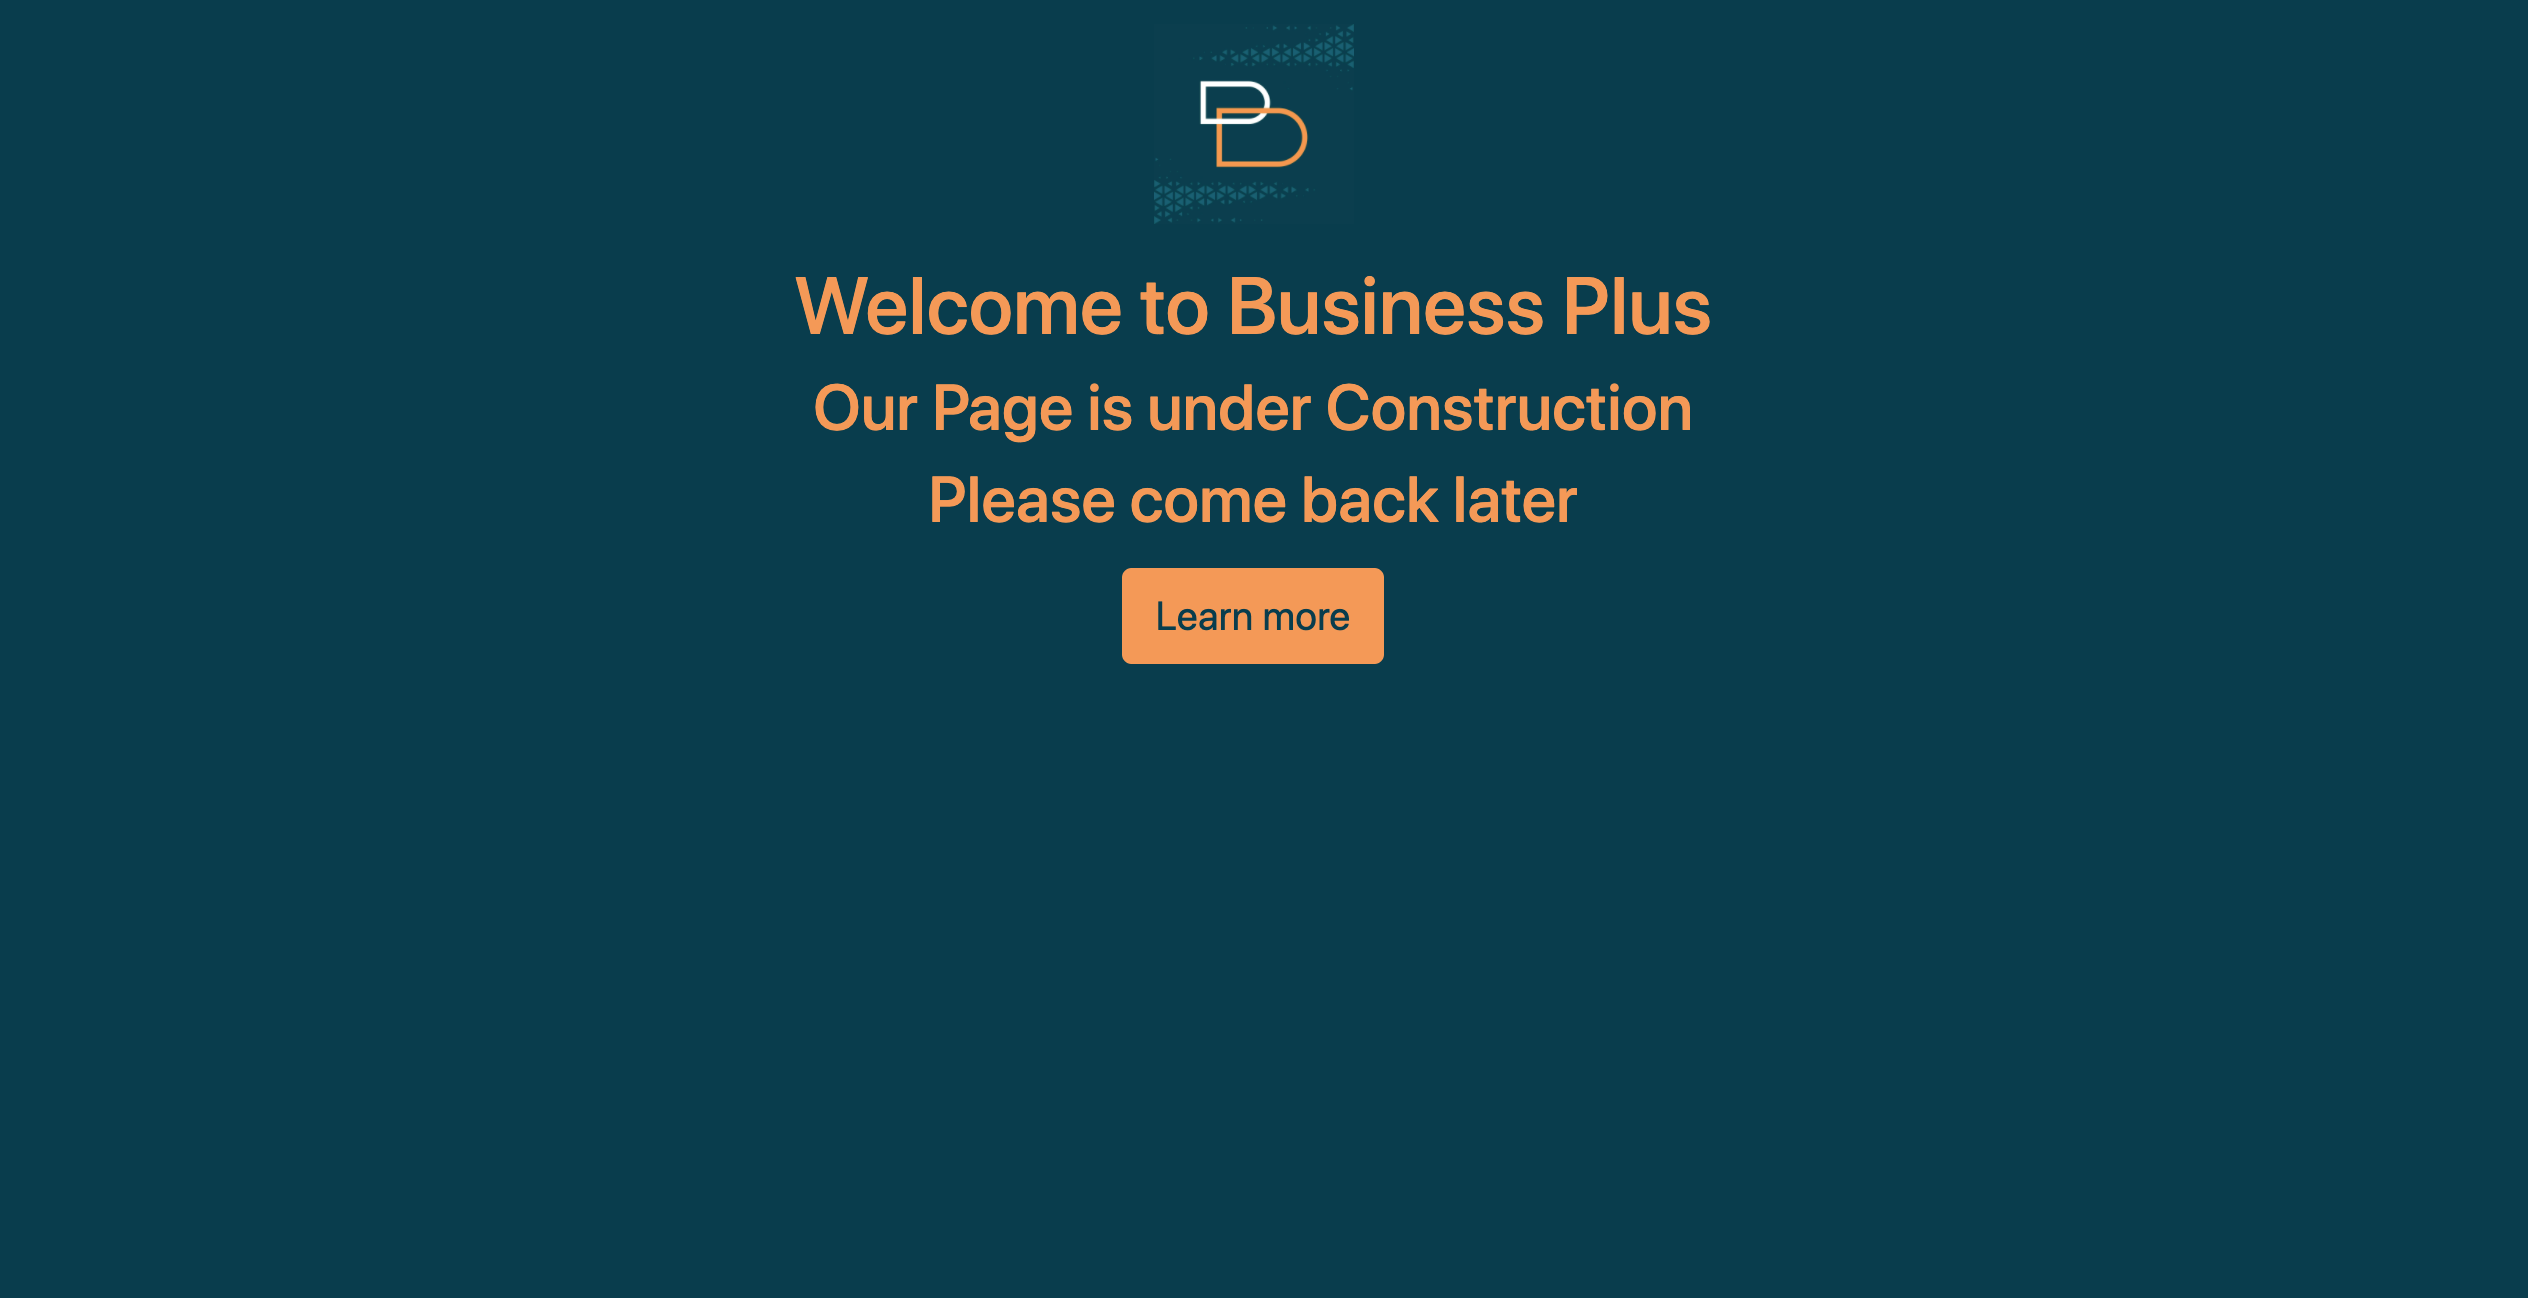 Welcome to Business Plus
Our Page is under Construction
Please come back later
Learn more